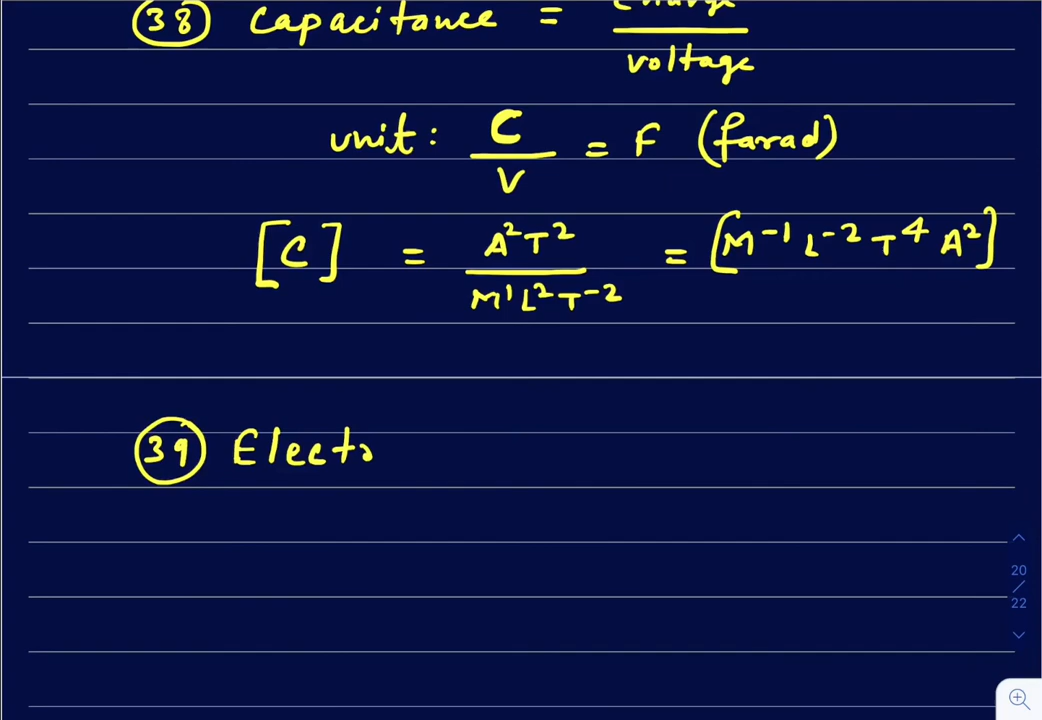 38 Capacitance =
voltage
unit: C / V = F (farad)
[C] = A²T² / M¹L²T⁻² = [M⁻¹ L⁻² T⁴ A²]
39 Electr
20
/
22